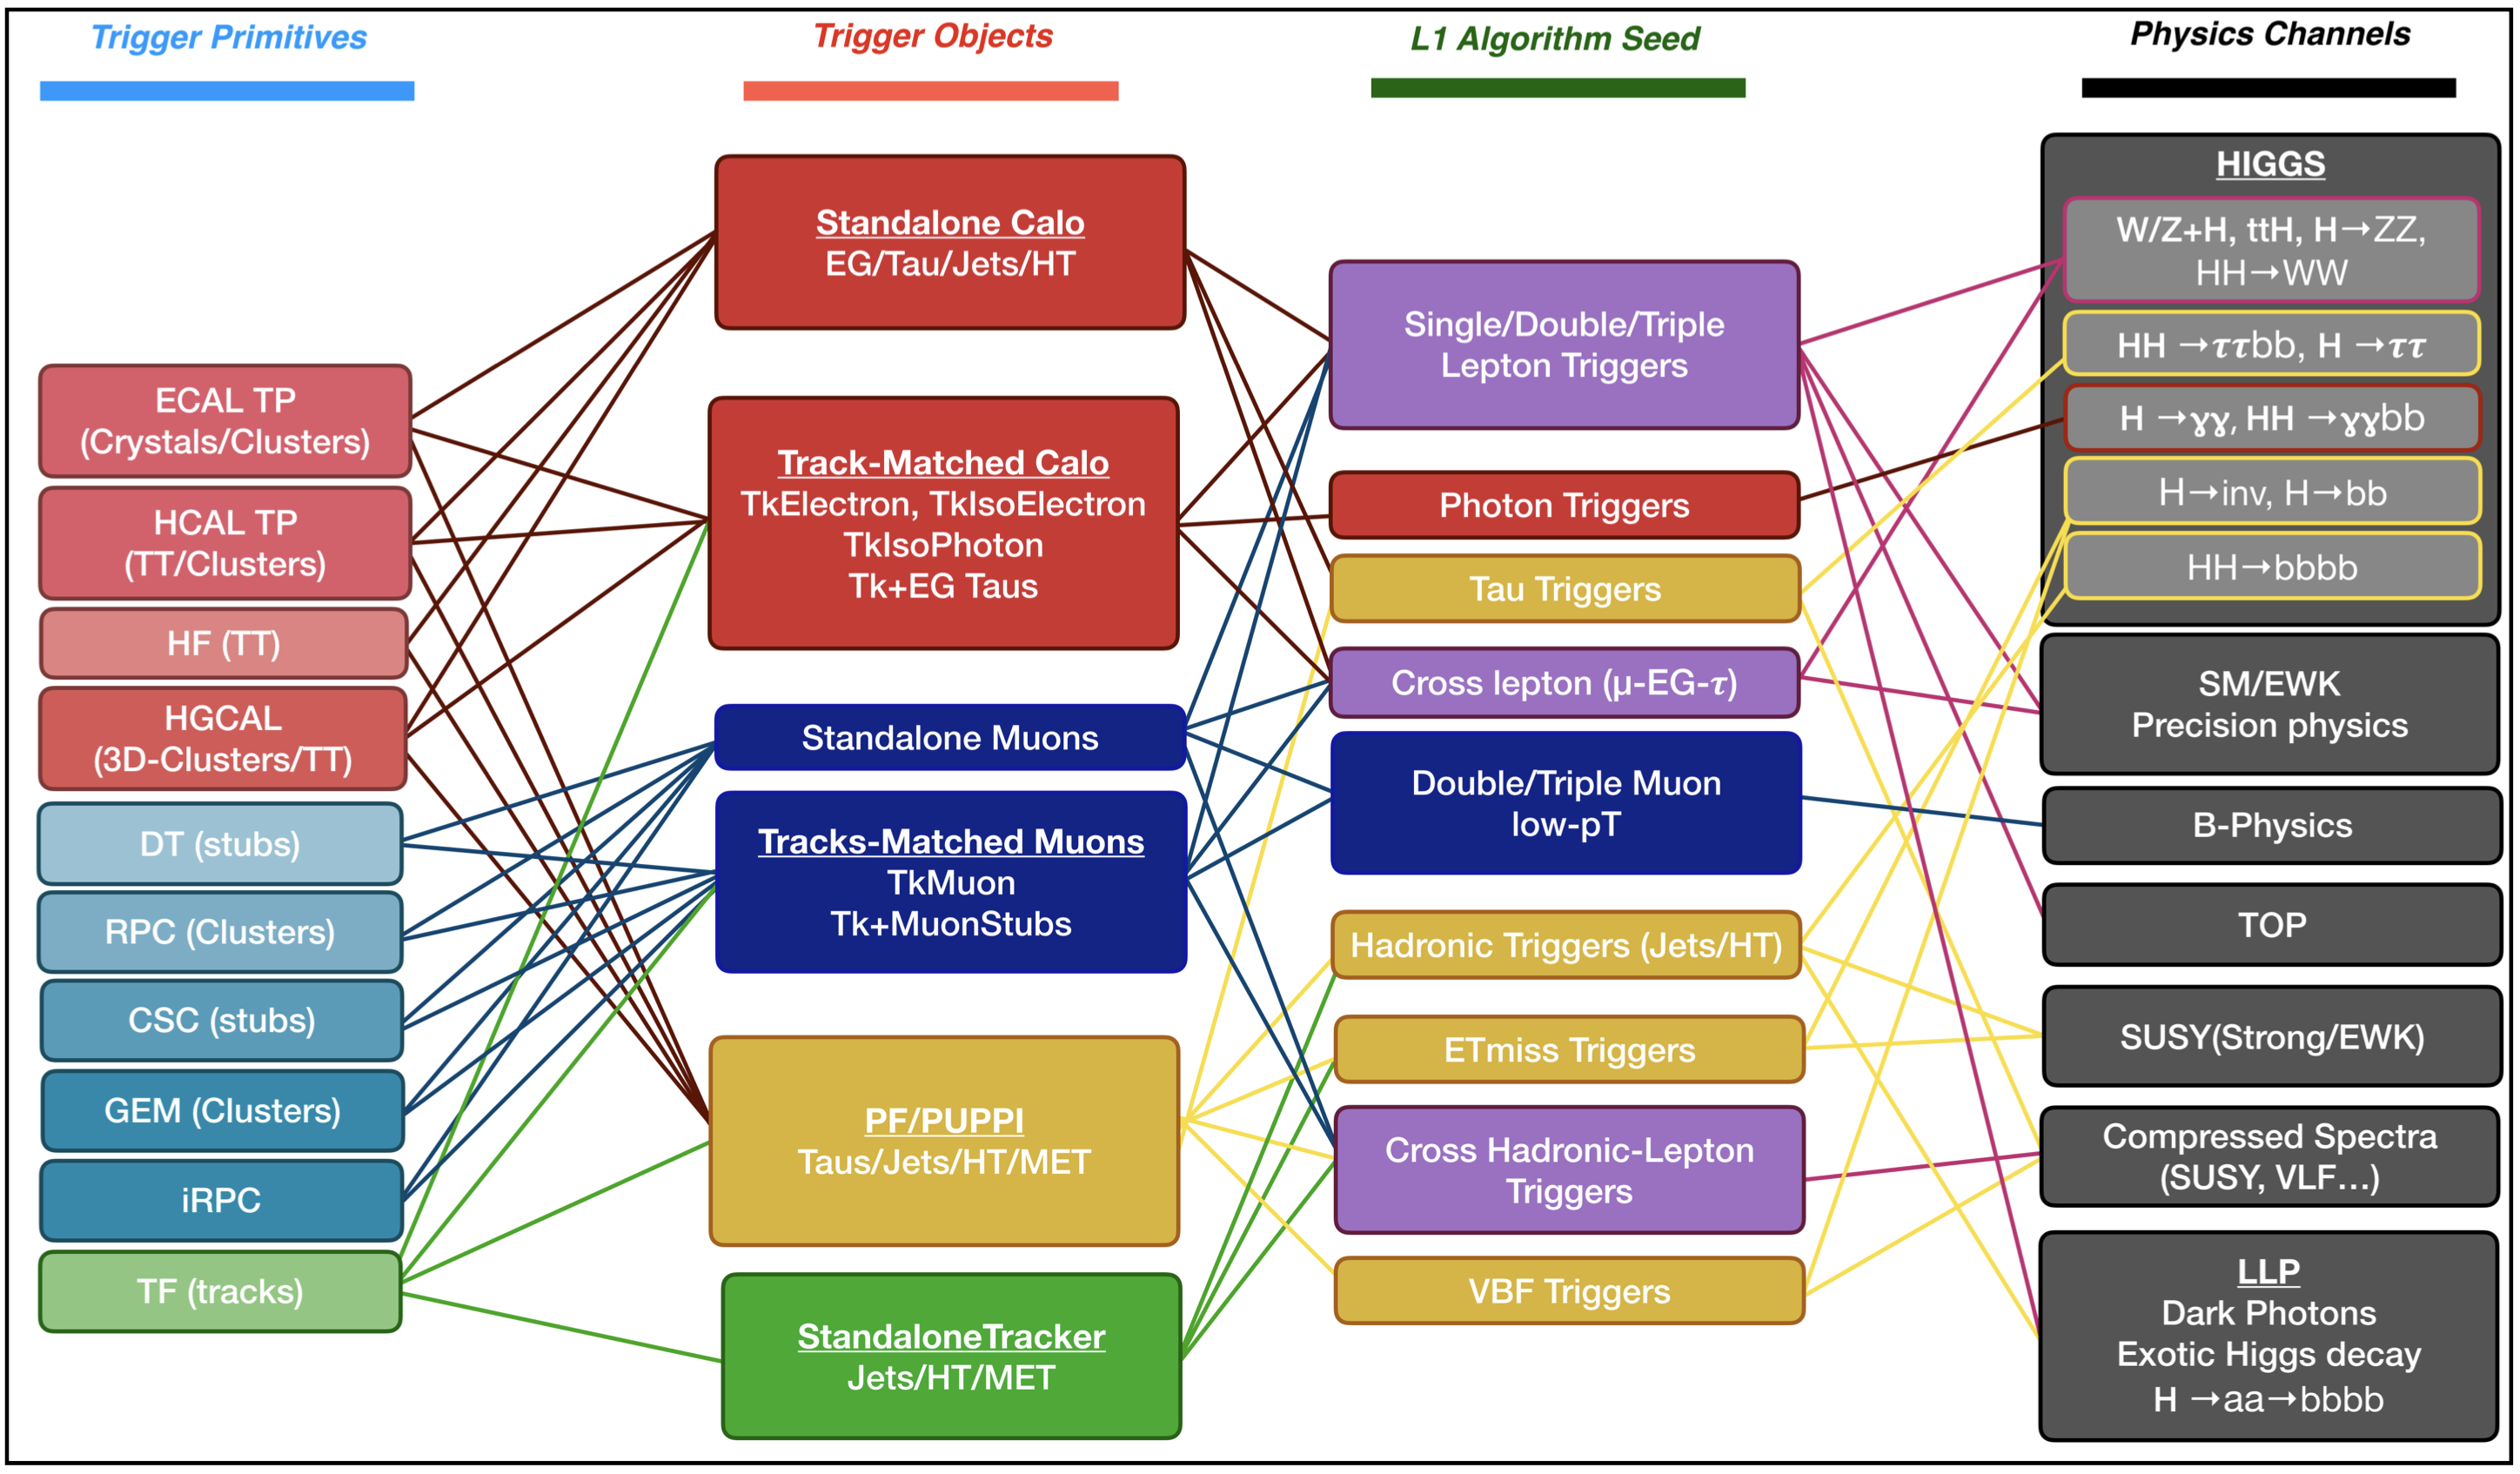 Trigger Primitives
Trigger Objects
L1 Algorithm Seed
Physics Channels
ECAL TP
(Crystals/Clusters)
HCAL TP
(TT/Clusters)
HF (TT)
HGCAL
(3D-Clusters/TT)
DT (stubs)
RPC (Clusters)
CSC (stubs)
GEM (Clusters)
iRPC
TF (tracks)
Standalone Calo
EG/Tau/Jets/HT
Track-Matched Calo
TkElectron, TkIsoElectron
TkIsoPhoton
Tk+EG Taus
Standalone Muons
Tracks-Matched Muons
TkMuon
Tk+MuonStubs
PF/PUPPI
Taus/Jets/HT/MET
StandaloneTracker
Jets/HT/MET
Single/Double/Triple
Lepton Triggers
Photon Triggers
Tau Triggers
Cross lepton (μ-EG-τ)
Double/Triple Muon
low-pT
Hadronic Triggers (Jets/HT)
ETmiss Triggers
Cross Hadronic-Lepton
Triggers
VBF Triggers
HIGGS
W/Z+H, ttH, H→ZZ,
HH→WW
HH →ττbb, H →ττ
H →γγ, HH →γγbb
H→inv, H→bb
HH→bbbb
SM/EWK
Precision physics
B-Physics
TOP
SUSY(Strong/EWK)
Compressed Spectra
(SUSY, VLF...)
LLP
Dark Photons
Exotic Higgs decay
H →aa→bbbb